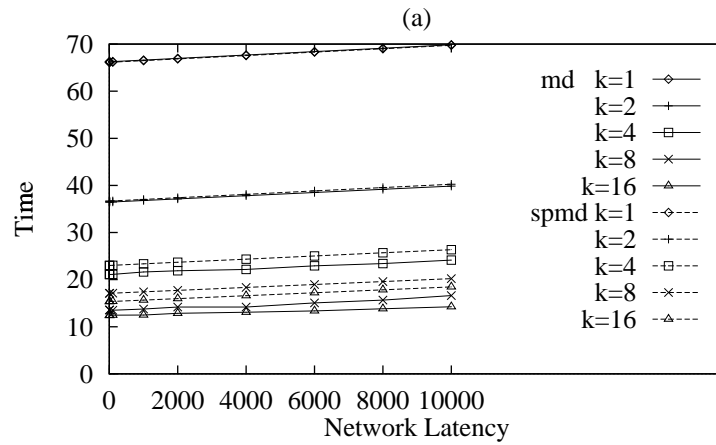 (a)
70
60
50
40
30
20
10
0
Time
0 2000 4000 6000 8000 10000
Network Latency
md k=1
k=2
k=4
k=8
k=16
spmd k=1
k=2
k=4
k=8
k=16